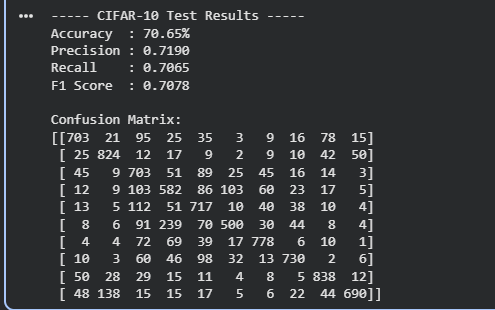 ••• ----- CIFAR-10 Test Results -----
Accuracy  : 70.65%
Precision : 0.7190
Recall    : 0.7065
F1 Score  : 0.7078
Confusion Matrix:
[[703  21  95  25  35   3   9  16  78  15]
 [ 25 824  12  17   9   2   9  10  42  50]
 [ 45   9 703  51  89  25  45  16  14   3]
 [ 12   9 103 582  86 103  60  23  17   5]
 [ 13   5 112  51 717  10  40  38  10   4]
 [  8   6  91 239  70 500  30  44   8   4]
 [  4   4  72  69  39  17 778   6  10   1]
 [ 10   3  60  46  98  32  13 730   2   6]
 [ 50  28  29  15  11   4   8   5 838  12]
 [ 48 138  15  15  17   5   6  22  44 690]]